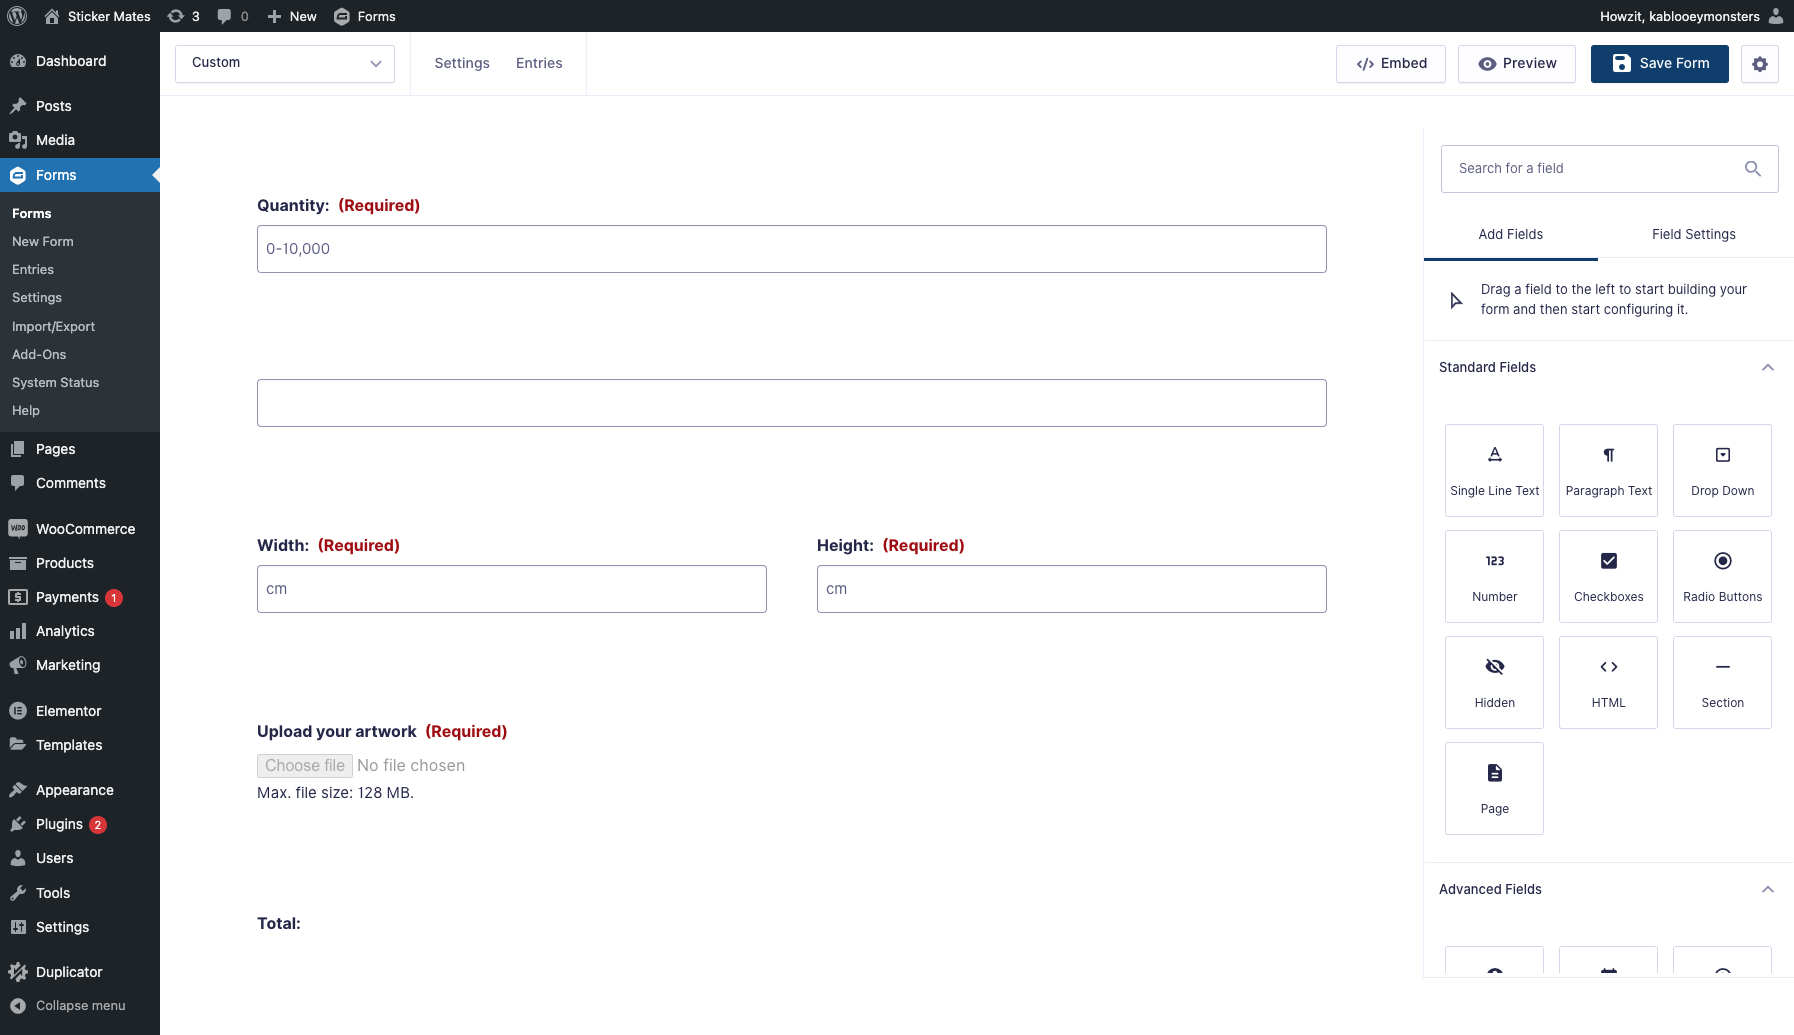 Sticker Mates
3
0
New
Forms
Howzit, kablooeymonsters
Dashboard
Posts
Media
Forms
Forms
New Form
Entries
Settings
Import/Export
Add-Ons
System Status
Help
Pages
Comments
Woo
WooCommerce
Products
Payments 1
Analytics
Marketing
Elementor
Templates
Appearance
Plugins 2
Users
Tools
Settings
Duplicator
Collapse menu
Custom
Settings
Entries
Embed
Preview
Save Form
Quantity: (Required)
0-10,000
Width: (Required)
cm
Height: (Required)
cm
Upload your artwork (Required)
Choose file No file chosen
Max. file size: 128 MB.
Total:
Search for a field
Add Fields
Field Settings
Drag a field to the left to start building your
form and then start configuring it.
Standard Fields
Single Line Text
Paragraph Text
Drop Down
123
Number
Checkboxes
Radio Buttons
Hidden
HTML
Section
Page
Advanced Fields